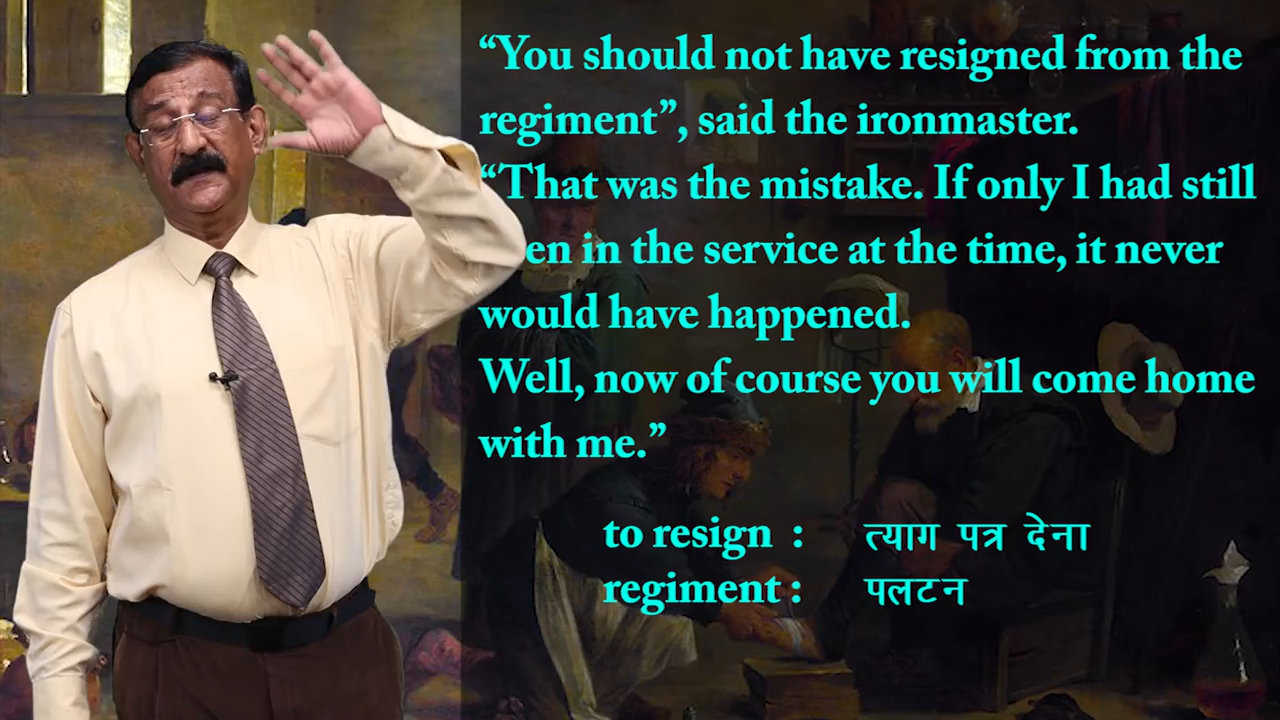 “You should not have resigned from the
regiment”, said the ironmaster.
“That was the mistake. If only I had still
en in the service at the time, it never
would have happened.
Well, now of course you will come home
with me.”
to resign : त्याग पत्र देना
regiment : पलटन